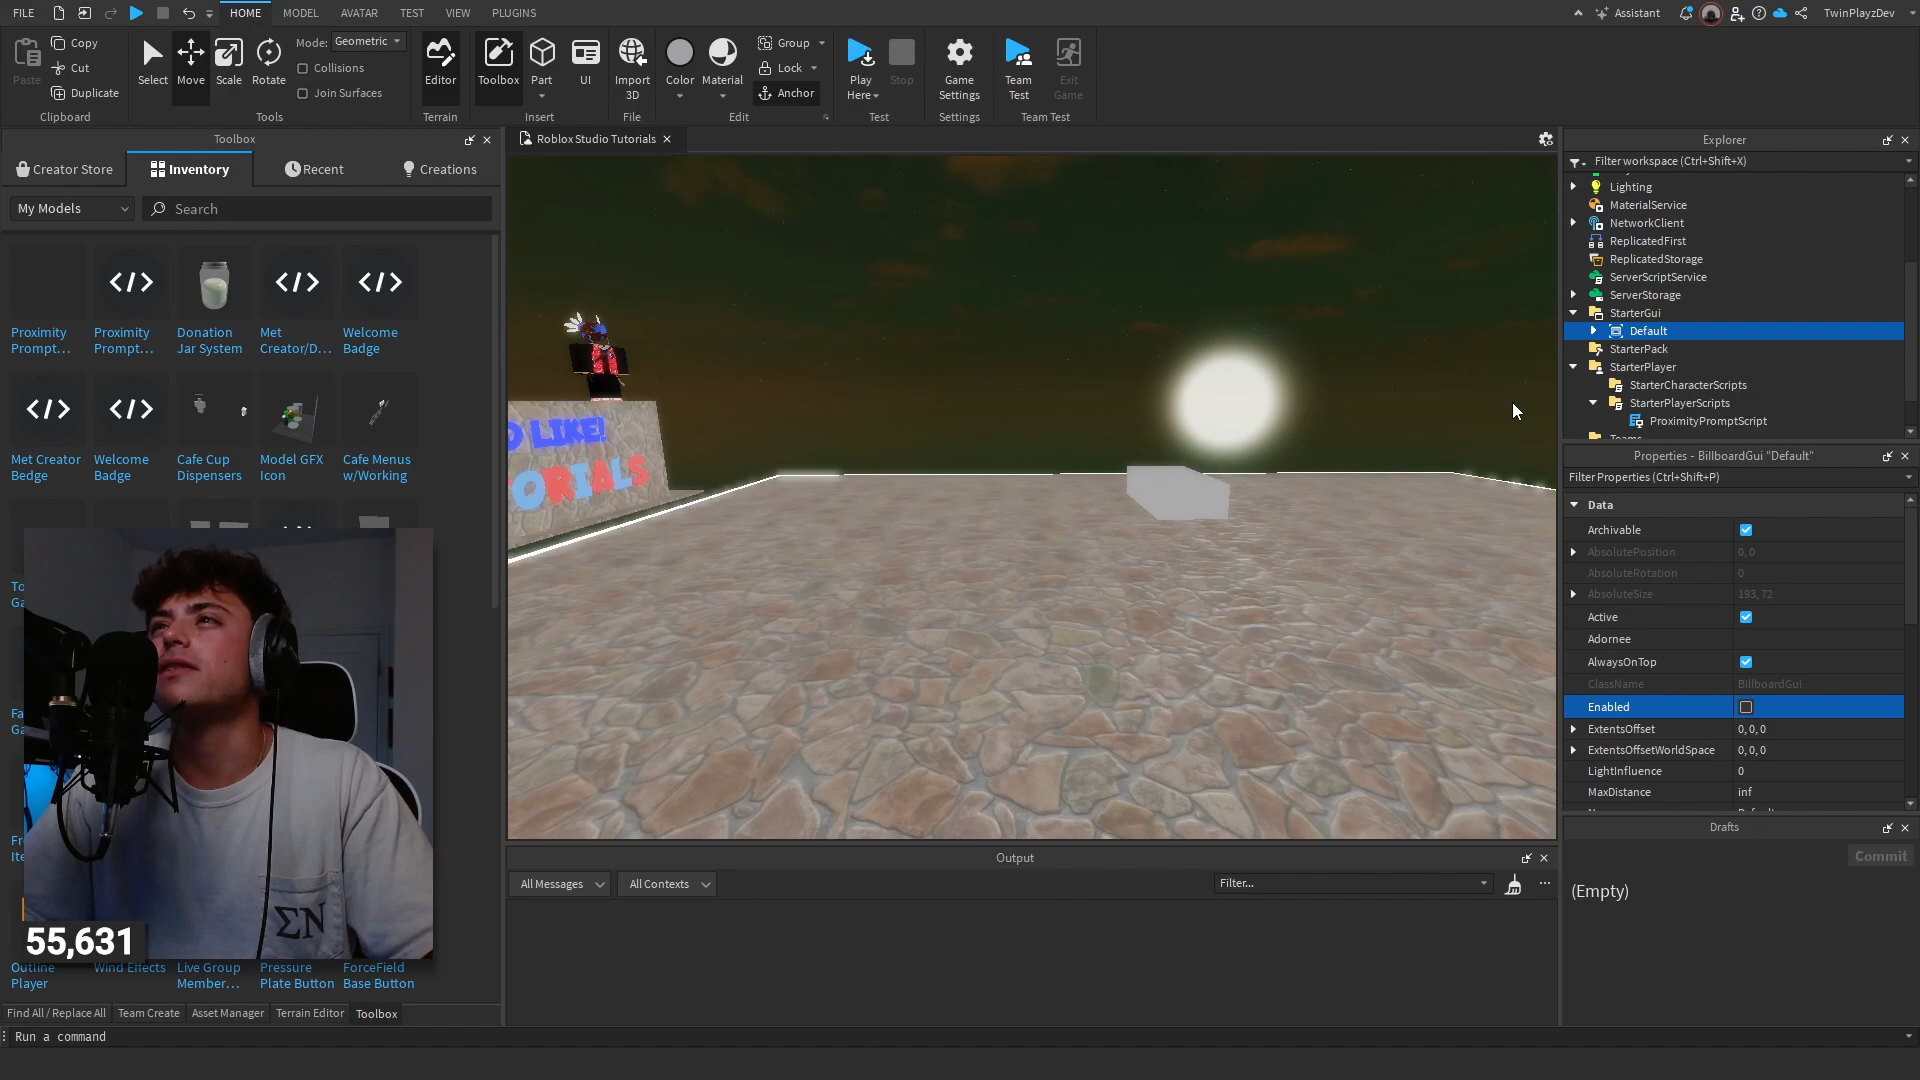 FILE
HOME
MODEL
AVATAR
TEST
VIEW
PLUGINS
Assistant
TwinPlayzDev
Paste
Copy
Cut
Duplicate
Clipboard
Select
Move
Scale
Rotate
Mode: Geometric
Collisions
Join Surfaces
Tools
Editor
Terrain
Toolbox
Part
UI
Insert
Import
3D
File
Color
Material
Group
Lock
Anchor
Edit
Play
Here
Stop
Test
Game
Settings
Settings
Team
Test
Exit
Game
Team Test
Toolbox
Creator Store
Inventory
Recent
Creations
My Models
Search
Proximity
Prompt...
Proximity
Prompt...
Donation
Jar System
Met
Creator/D...
Welcome
Badge
Met Creator
Bedge
Welcome
Badge
Cafe Cup
Dispensers
Model GFX
Icon
Cafe Menus
w/Working
To
Ga
Fa
Ga
Fre
Ite
55,631
Outline
Player
Wind Effects
Live Group
Member...
Pressure
Plate Button
ForceField
Base Button
Find All / Replace All
Team Create
Asset Manager
Terrain Editor
Toolbox
Run a command
Roblox Studio Tutorials
LIKE!
ORIALS
ΣN
Output
All Messages
All Contexts
Filter...
Explorer
Filter workspace (Ctrl+Shift+X)
Lighting
MaterialService
NetworkClient
ReplicatedFirst
ReplicatedStorage
ServerScriptService
ServerStorage
StarterGui
Default
StarterPack
StarterPlayer
StarterCharacterScripts
StarterPlayerScripts
ProximityPromptScript
Teams
Properties - BillboardGui "Default"
Filter Properties (Ctrl+Shift+P)
Data
Archivable
AbsolutePosition 0, 0
AbsoluteRotation 0
AbsoluteSize 193, 72
Active
Adornee
AlwaysOnTop
ClassName BillboardGui
Enabled
ExtentsOffset 0, 0, 0
ExtentsOffsetWorldSpace 0, 0, 0
LightInfluence 0
MaxDistance inf
Drafts
Commit
(Empty)